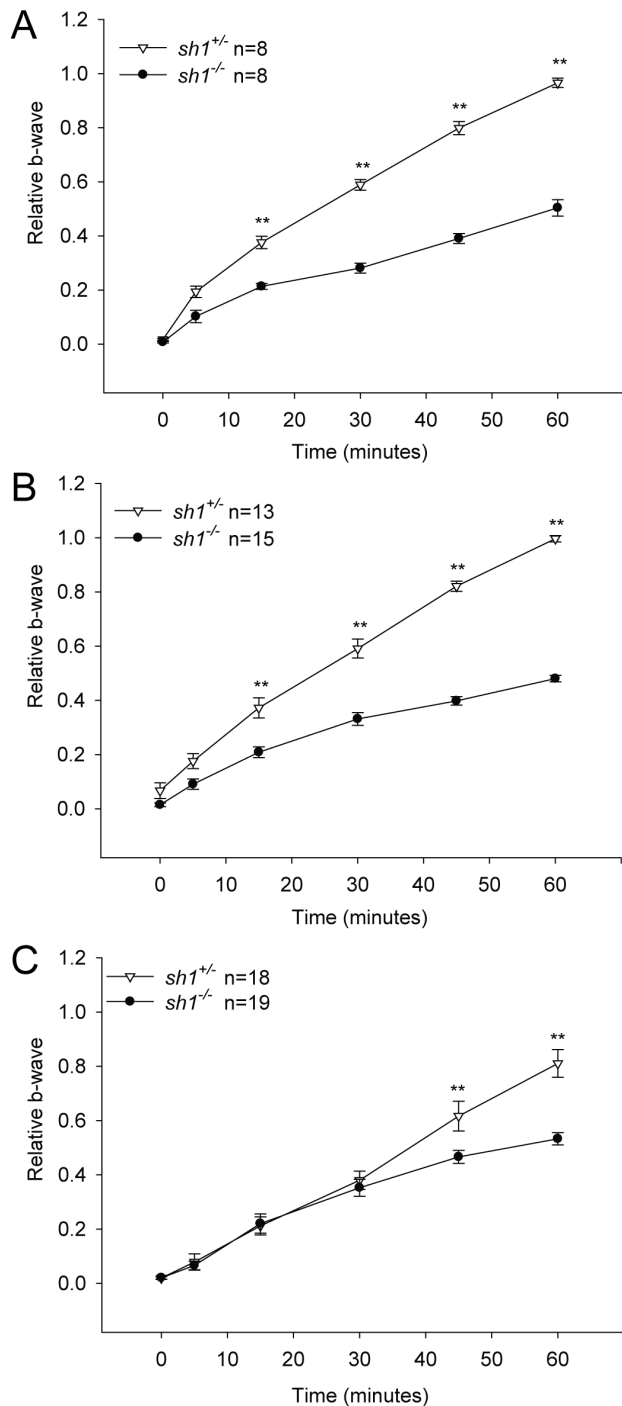 A
sh1+/- n=8
sh1-/- n=8
1.2
1.0
0.8
0.6
0.4
0.2
0.0
Relative b-wave
**
**
**
**
0 10 20 30 40 50 60
Time (minutes)
B
sh1+/- n=13
sh1-/- n=15
1.2
1.0
0.8
0.6
0.4
0.2
0.0
Relative b-wave
**
**
**
**
0 10 20 30 40 50 60
Time (minutes)
C
sh1+/- n=18
sh1-/- n=19
1.2
1.0
0.8
0.6
0.4
0.2
0.0
Relative b-wave
**
**
0 10 20 30 40 50 60
Time (minutes)